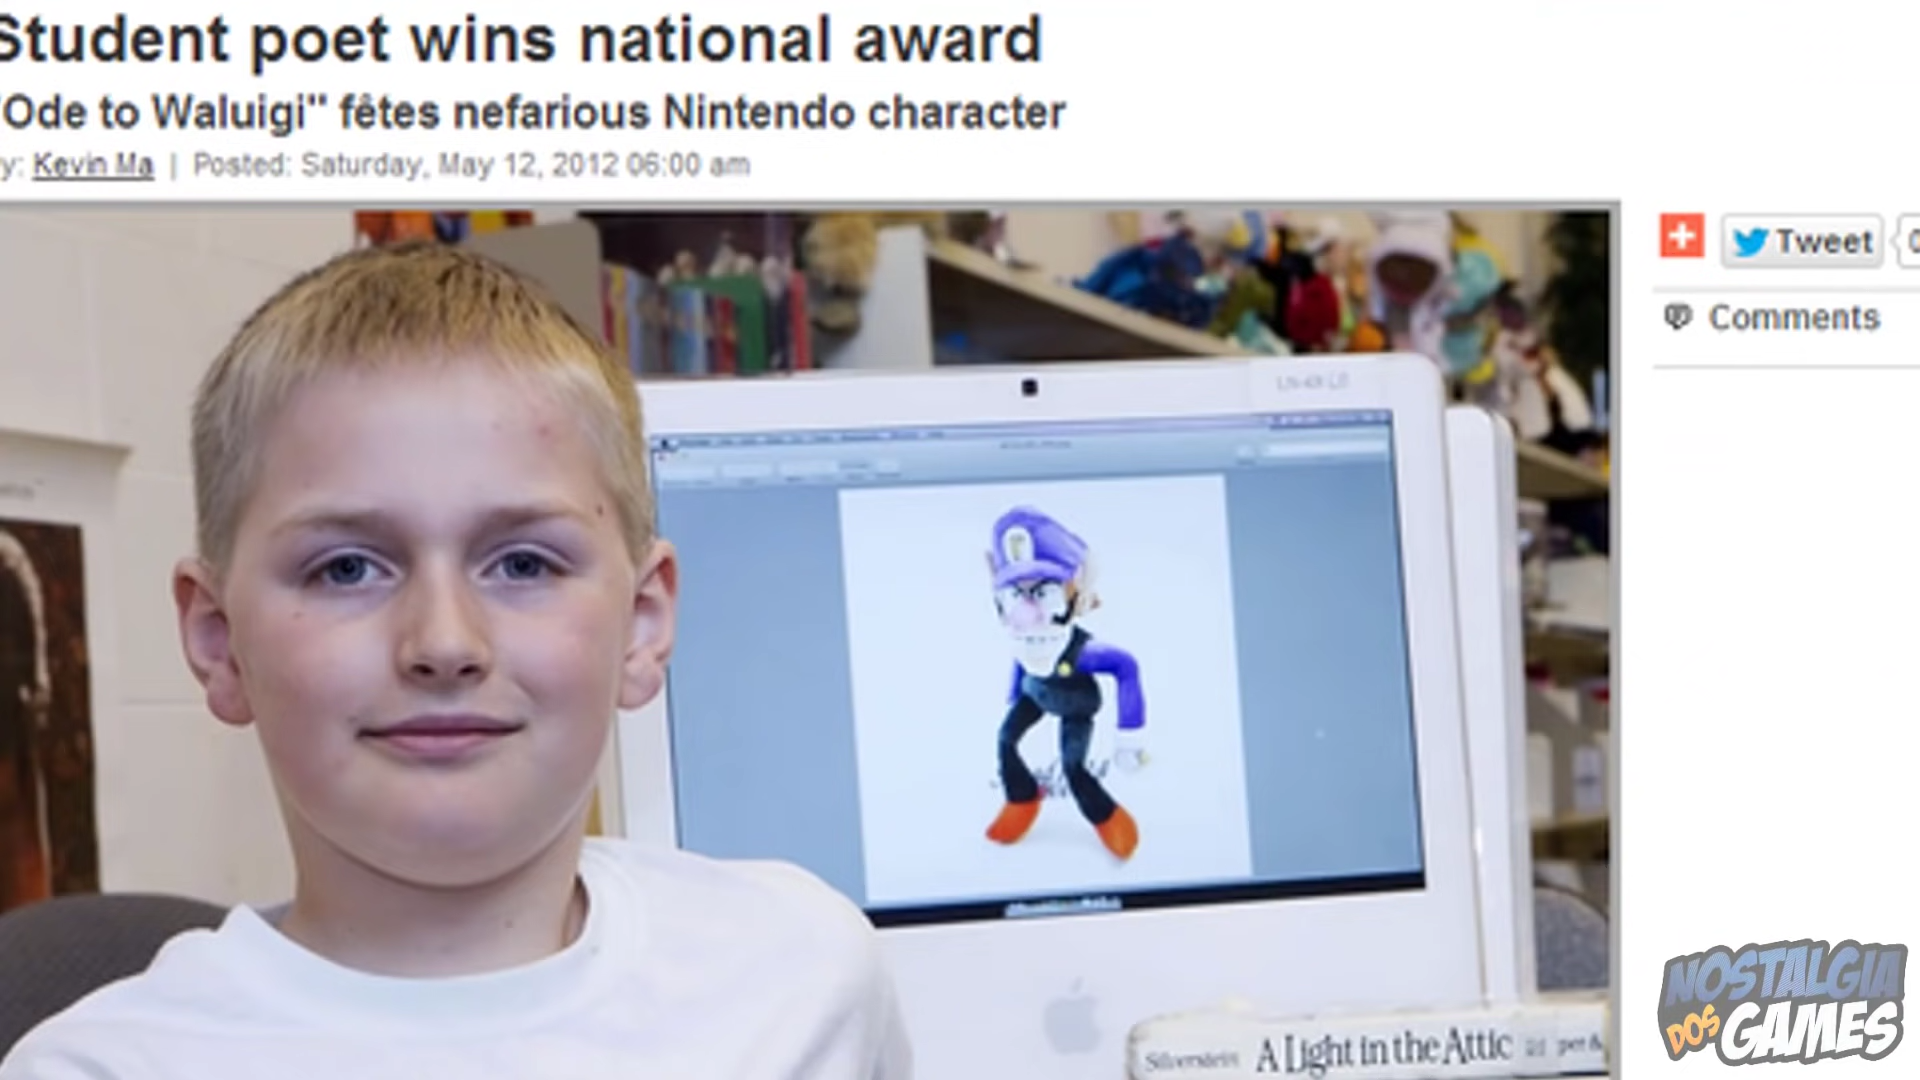 Student poet wins national award
"Ode to Waluigi" fêtes nefarious Nintendo character
y: Kevin Ma | Posted: Saturday, May 12, 2012 06:00 am
Tweet
Comments
Silverstein A Light in the Attic
NOSTALGIA
DOS GAMES